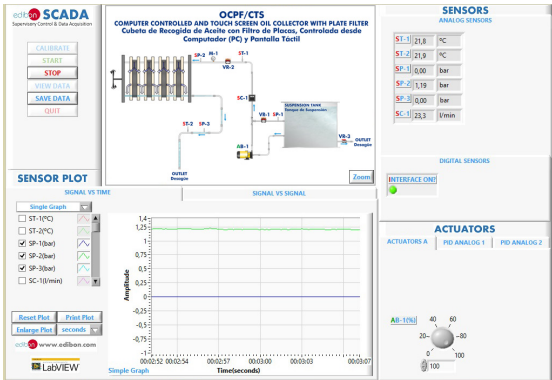 edibon SCADA
Supervisory Control & Data Acquisition
CALIBRATE
START
STOP
VIEW DATA
SAVE DATA
QUIT
OCPF/CTS
COMPUTER CONTROLLED AND TOUCH SCREEN OIL COLLECTOR WITH PLATE FILTER
Cubeta de Recogida de Aceite con Filtro de Placas, Controlada desde
Computador (PC) y Pantalla Táctil
SP-2
M-1
ST-1
VR-2
SC-1
SUSPENSION TANK
Tanque de Suspensión
VR-1
SP-1
ST-2
SP-2
AB-1
VR-3
OUTLET
Desagüe
OUTLET
Desagüe
Zoom
SENSORS
ANALOG SENSORS
ST-1 21,8 ºC
ST-2 21,9 ºC
SP-1 0,00 bar
SP-2 1,19 bar
SP-3 0,00 bar
SC-1 23,3 l/min
DIGITAL SENSORS
INTERFACE ON?
SENSOR PLOT
SIGNAL VS TIME
SIGNAL VS SIGNAL
Single Graph
ST-1(ºC)
ST-2(ºC)
SP-1(bar)
SP-2(bar)
SP-3(bar)
SC-1(l/min)
Reset Plot
Print Plot
Enlarge Plot
seconds
edibon www.edibon.com
LabVIEW
Amplitude
1,4
1,25
1
0,75
0,5
0,25
0
-0,25
-0,5
-0,75
-1
00:02:52 00:02:54 00:02:57 00:03:00 00:03:03 00:03:07
Single Graph
Time(seconds)
ACTUATORS
ACTUATORS A
PID ANALOG 1
PID ANALOG 2
AB-1(%)
40 60
20 80
0 100
100